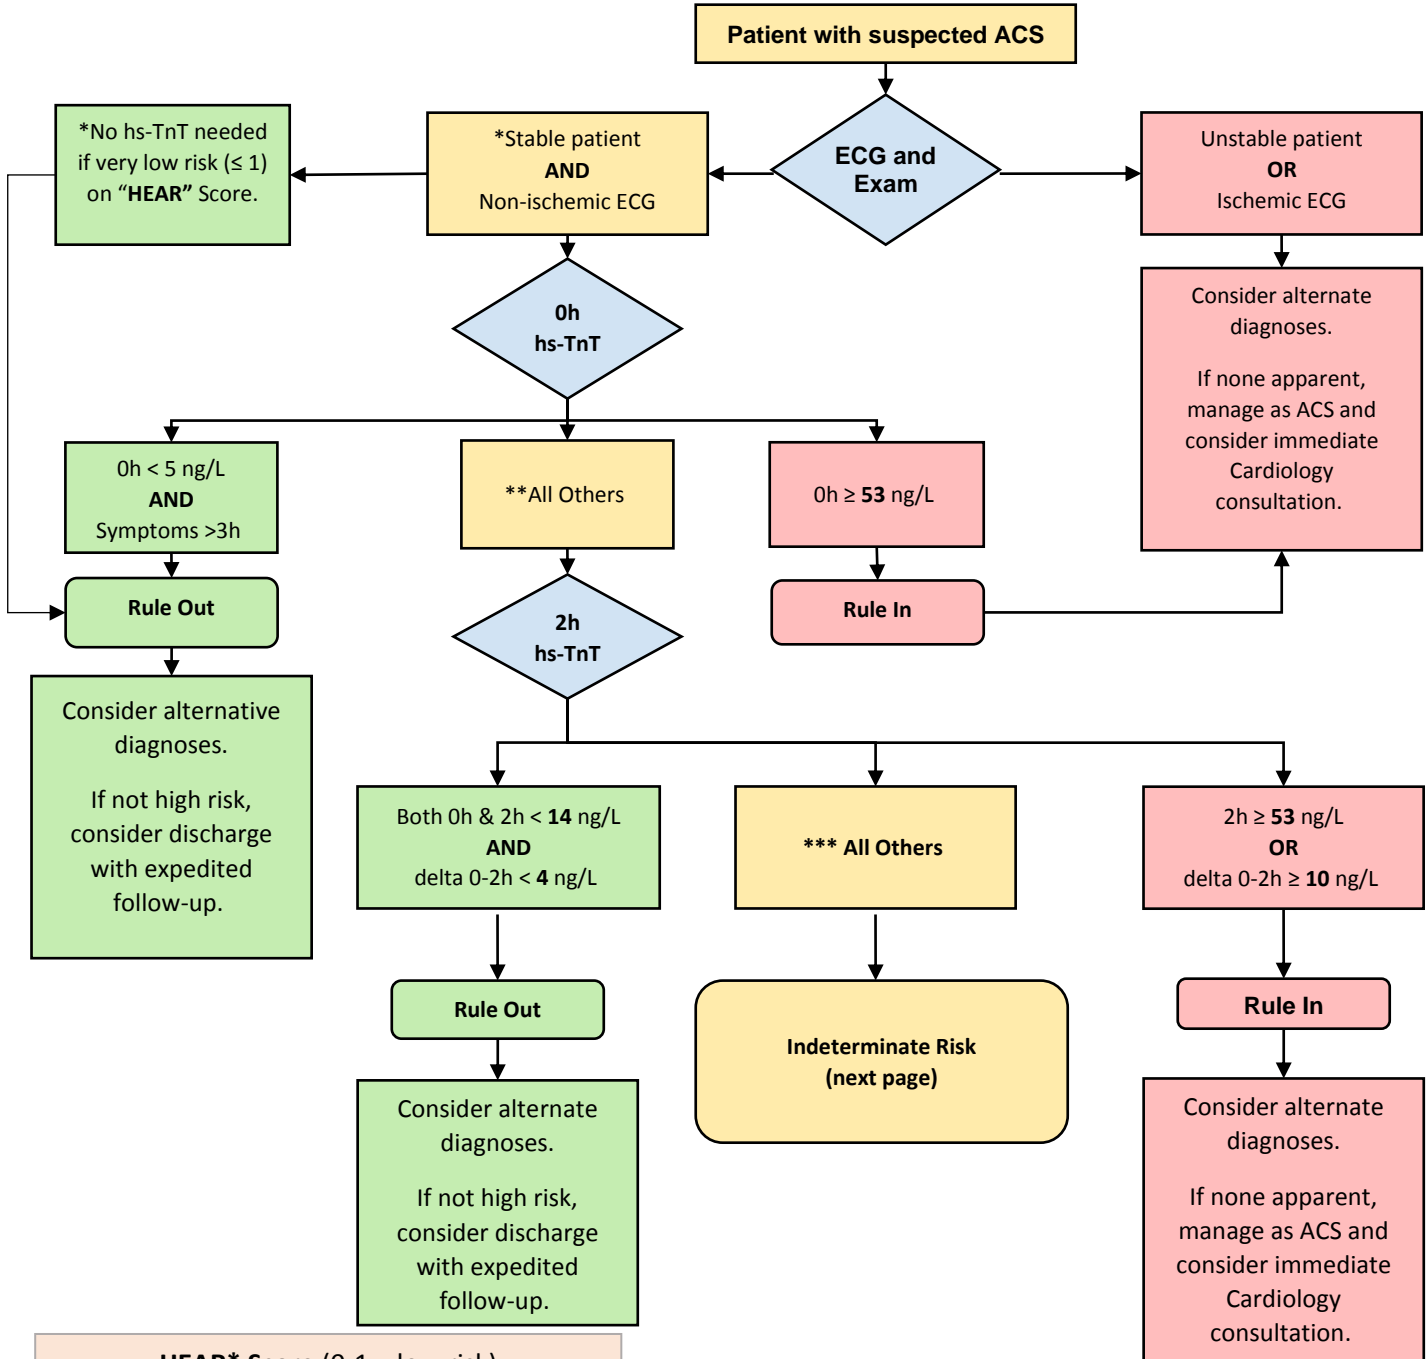 Patient with suspected ACS
ECG and
Exam
*Stable patient
AND
Non-ischemic ECG
*No hs-TnT needed
if very low risk (≤ 1)
on “HEAR” Score.
Unstable patient
OR
Ischemic ECG
Consider alternate
diagnoses.
If none apparent,
manage as ACS and
consider immediate
Cardiology
consultation.
0h
hs-TnT
0h < 5 ng/L
AND
Symptoms >3h
**All Others
0h ≥ 53 ng/L
Rule Out
Rule In
2h
hs-TnT
Consider alternative
diagnoses.
If not high risk,
consider discharge
with expedited
follow-up.
Both 0h & 2h < 14 ng/L
AND
delta 0-2h < 4 ng/L
*** All Others
2h ≥ 53 ng/L
OR
delta 0-2h ≥ 10 ng/L
Rule Out
Indeterminate Risk
(next page)
Rule In
Consider alternate
diagnoses.
If not high risk,
consider discharge
with expedited
follow-up.
Consider alternate
diagnoses.
If none apparent,
manage as ACS and
consider immediate
Cardiology
consultation.
HEAR* Score (0-1 = low risk)